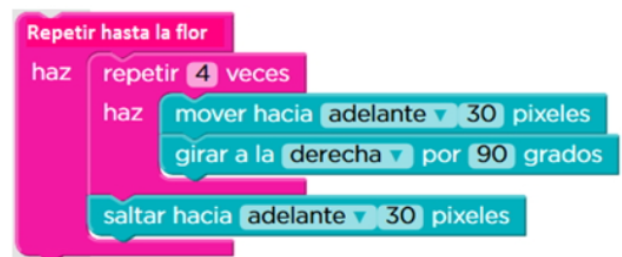 Repetir hasta la flor
haz repetir 4 veces
haz mover hacia adelante 30 pixeles
girar a la derecha por 90 grados
saltar hacia adelante 30 pixeles